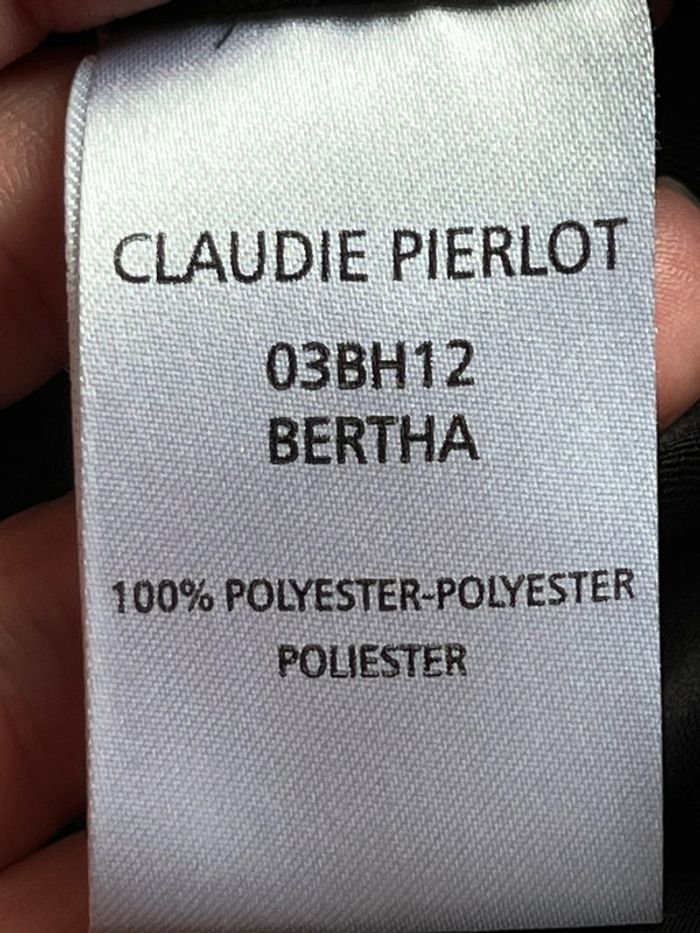 CLAUDIE PIERLOT
03BH12
BERTHA
100% POLYESTER-POLYESTER
POLIESTER